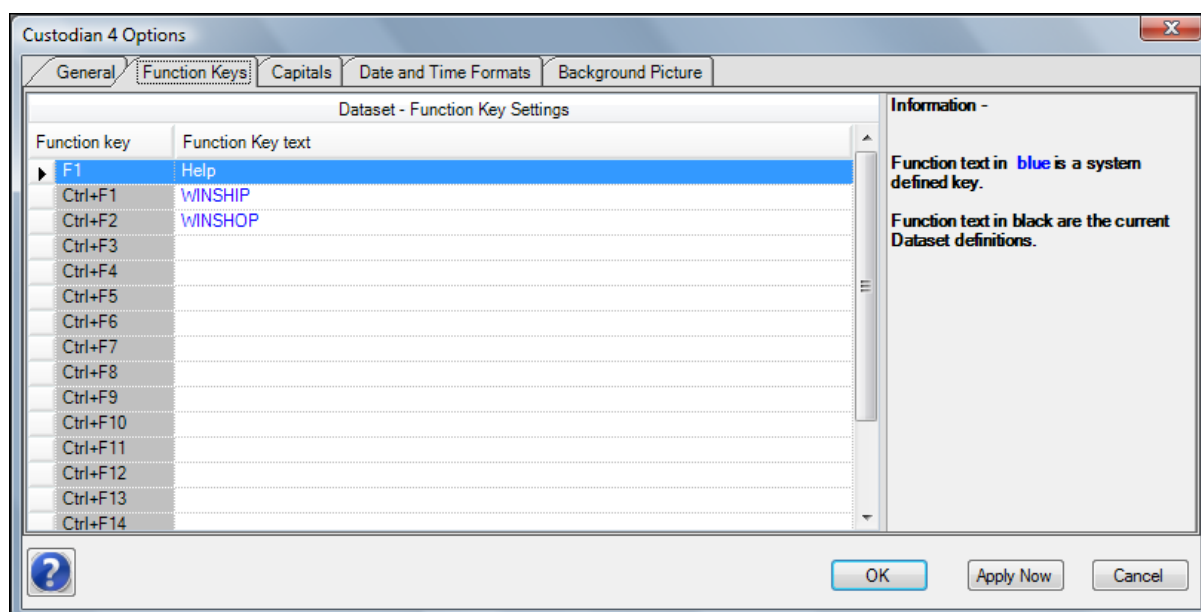 Custodian 4 Options
General Function Keys Capitals Date and Time Formats Background Picture
Dataset - Function Key Settings
Function key Function Key text
F1 Help
Ctrl+F1 WINSHIP
Ctrl+F2 WINSHOP
Ctrl+F3
Ctrl+F4
Ctrl+F5
Ctrl+F6
Ctrl+F7
Ctrl+F8
Ctrl+F9
Ctrl+F10
Ctrl+F11
Ctrl+F12
Ctrl+F13
Ctrl+F14
Information -
Function text in blue is a system
defined key.
Function text in black are the current
Dataset definitions.
OK Apply Now Cancel